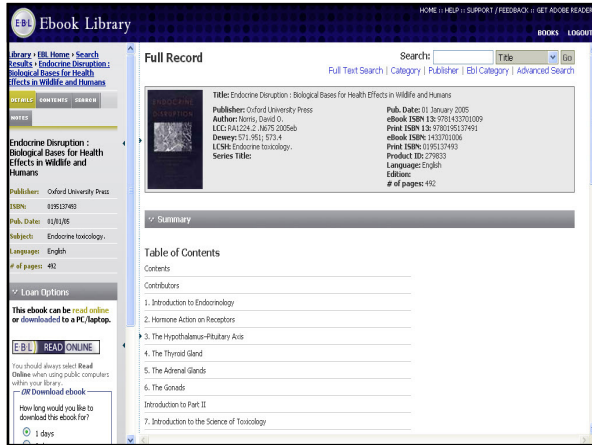 EBL Ebook Library
HOME :: HELP :: SUPPORT / FEEDBACK :: GET ADOBE READER
BOOKS LOGOUT
Library › EBL Home › Search
Results › Endocrine Disruption :
Biological Bases for Health
Effects in Wildlife and Humans
DETAILS CONTENTS SEARCH
NOTES
Endocrine Disruption :
Biological Bases for Health
Effects in Wildlife and
Humans
Publisher: Oxford University Press
ISBN: 0195137493
Pub. Date: 01/01/05
Subject: Endocrine toxicology.
Language: English
# of pages: 492
Loan Options
This ebook can be read online
or downloaded to a PC/laptop.
EBL READ ONLINE
You should always select Read
Online when using public computers
within your library.
OR Download ebook
How long would you like to
download this ebook for?
1 days
Full Record
Search: Title Go
Full Text Search | Category | Publisher | Ebl Category | Advanced Search
ENDOCRINE
DISRUPTION
Title: Endocrine Disruption : Biological Bases for Health Effects in Wildlife and Humans
Publisher: Oxford University Press
Author: Norris, David O.
LCC: RA1224.2 .N675 2005eb
Dewey: 571.951; 573.4
LCSH: Endocrine toxicology.
Series Title:
Pub. Date: 01 January 2005
eBook ISBN 13: 9781433701009
Print ISBN 13: 9780195137491
eBook ISBN: 1433701006
Print ISBN: 0195137493
Product ID: 279833
Language: English
Edition:
# of pages: 492
Summary
Table of Contents
Contents
Contributors
1. Introduction to Endocrinology
2. Hormone Action on Receptors
3. The Hypothalamus–Pituitary Axis
4. The Thyroid Gland
5. The Adrenal Glands
6. The Gonads
Introduction to Part II
7. Introduction to the Science of Toxicology